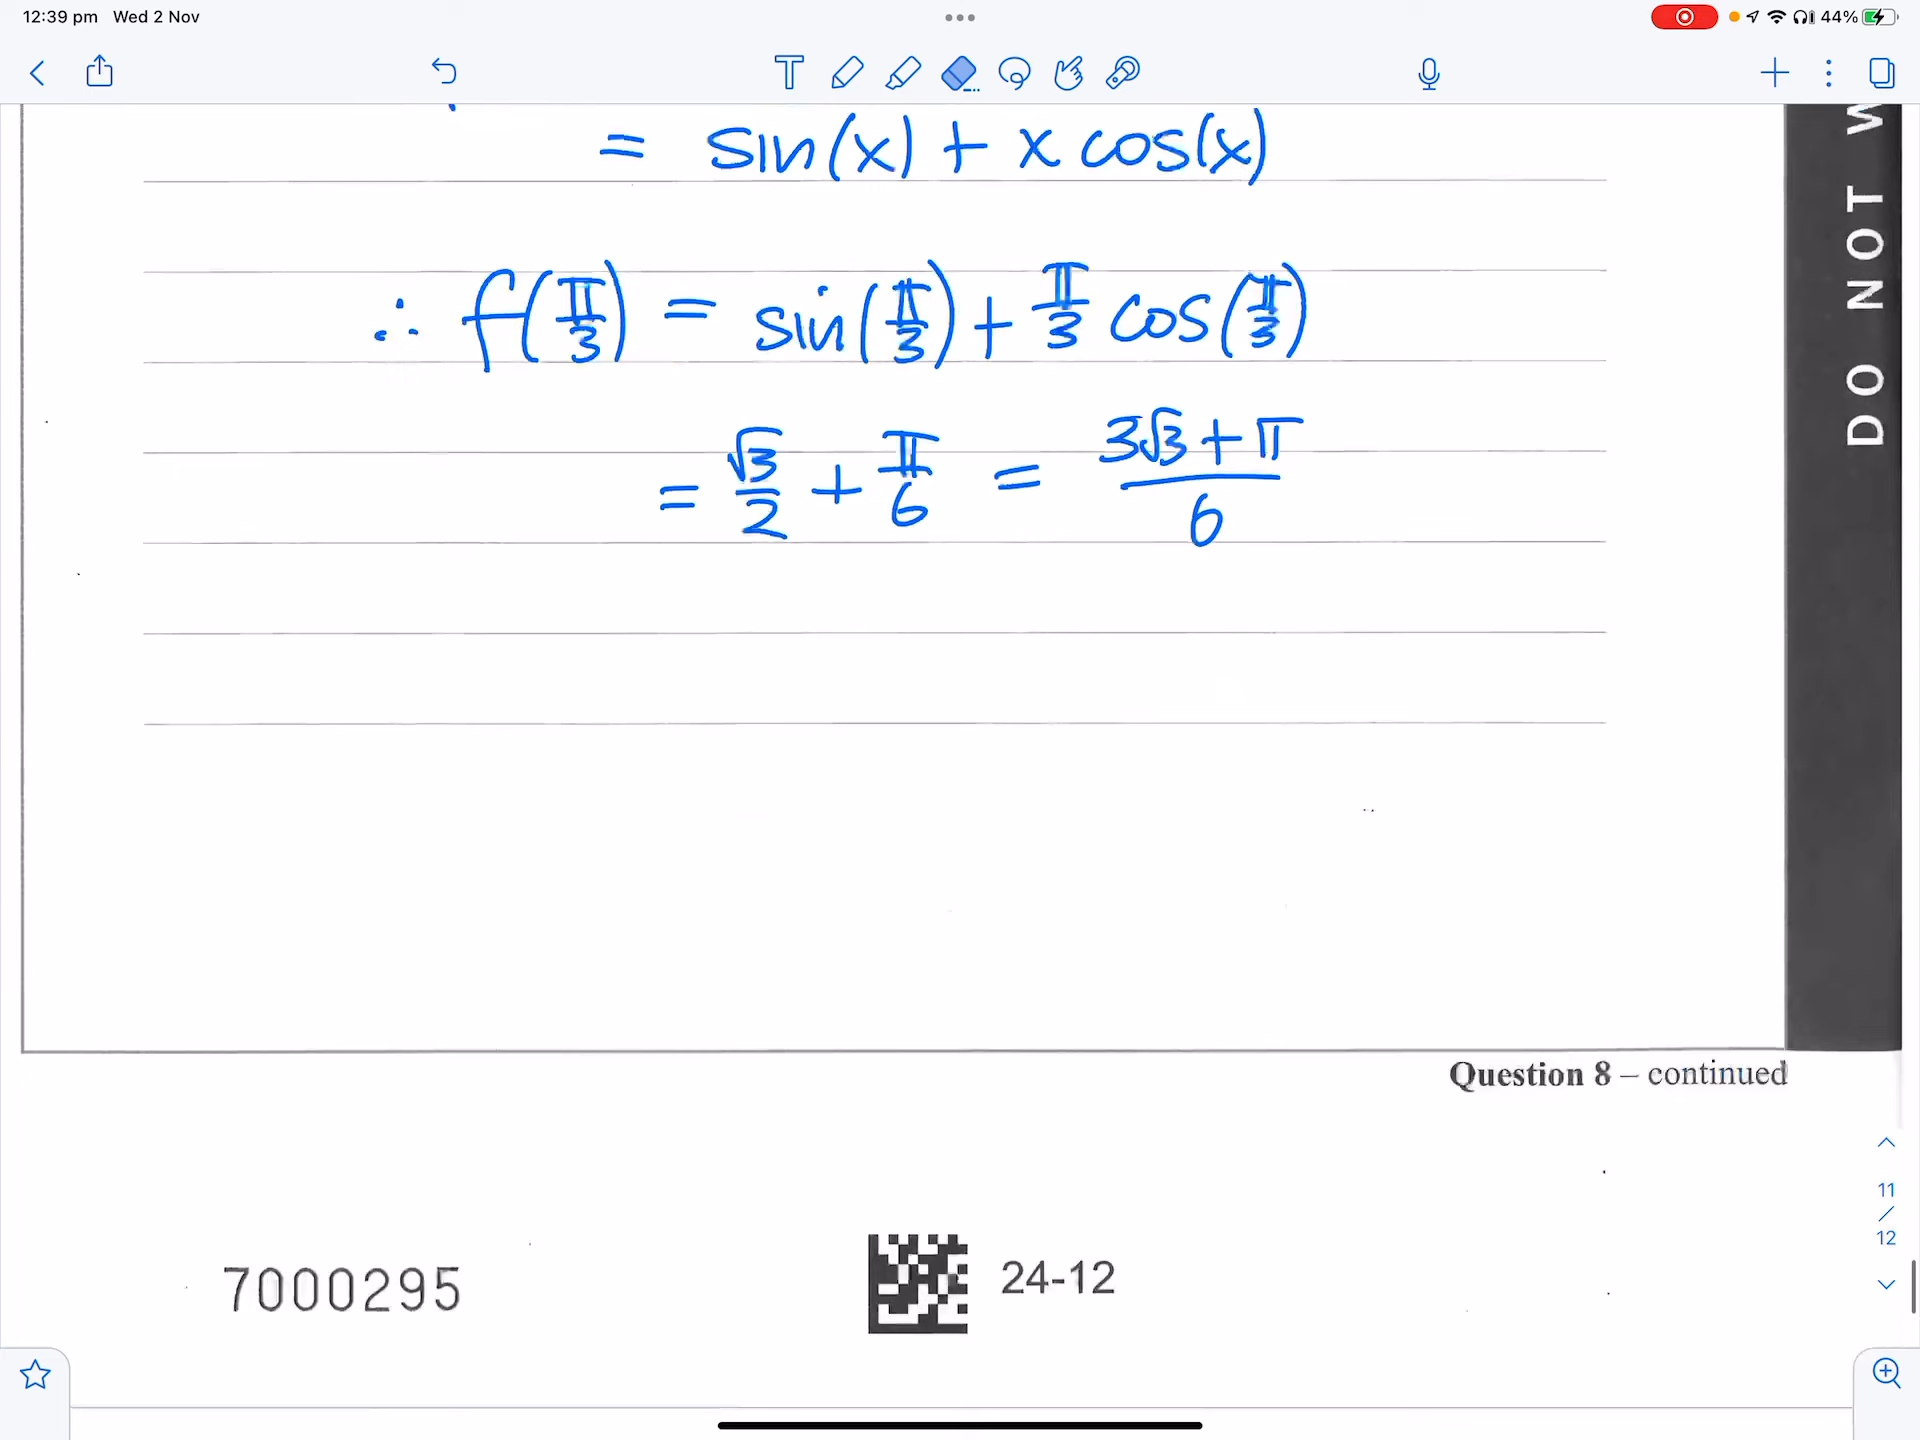 12:39 pm Wed 2 Nov
44%
= sin(x) + x cos(x)
∴ f(π/3) = sin(π/3) + π/3 cos(π/3)
= √3/2 + π/6 = (3√3 + π)/6
DO NOT W
Question 8 – continued
11
/
12
7000295
24-12